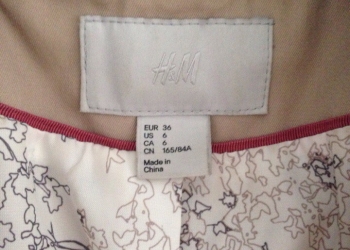 H&M
EUR 36
US 6
CA 6
CN 165/84A
Made in
China